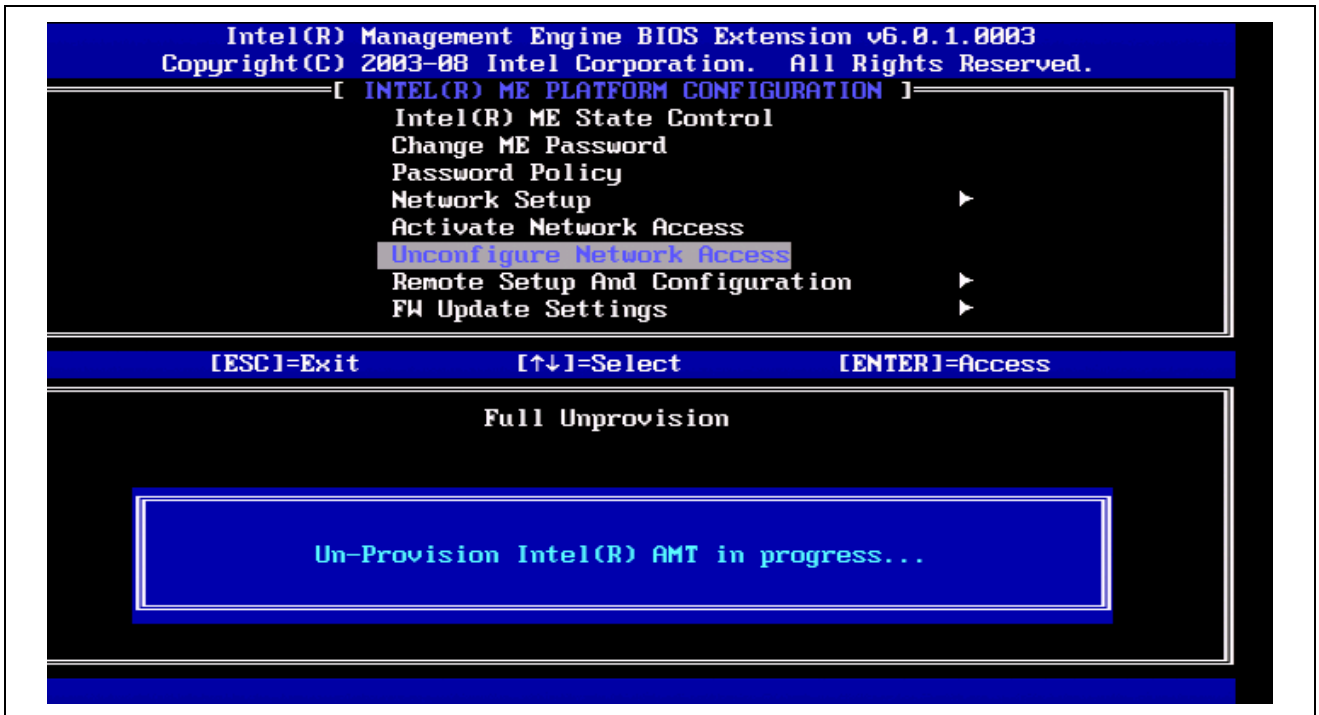 Intel(R) Management Engine BIOS Extension v6.0.1.0003
Copyright(C) 2003-08 Intel Corporation. All Rights Reserved.
[ INTEL(R) ME PLATFORM CONFIGURATION ]
Intel(R) ME State Control
Change ME Password
Password Policy
Network Setup ►
Activate Network Access
Unconfigure Network Access
Remote Setup And Configuration ►
FW Update Settings ►
[ESC]=Exit [↑↓]=Select [ENTER]=Access
Full Unprovision
Un-Provision Intel(R) AMT in progress...